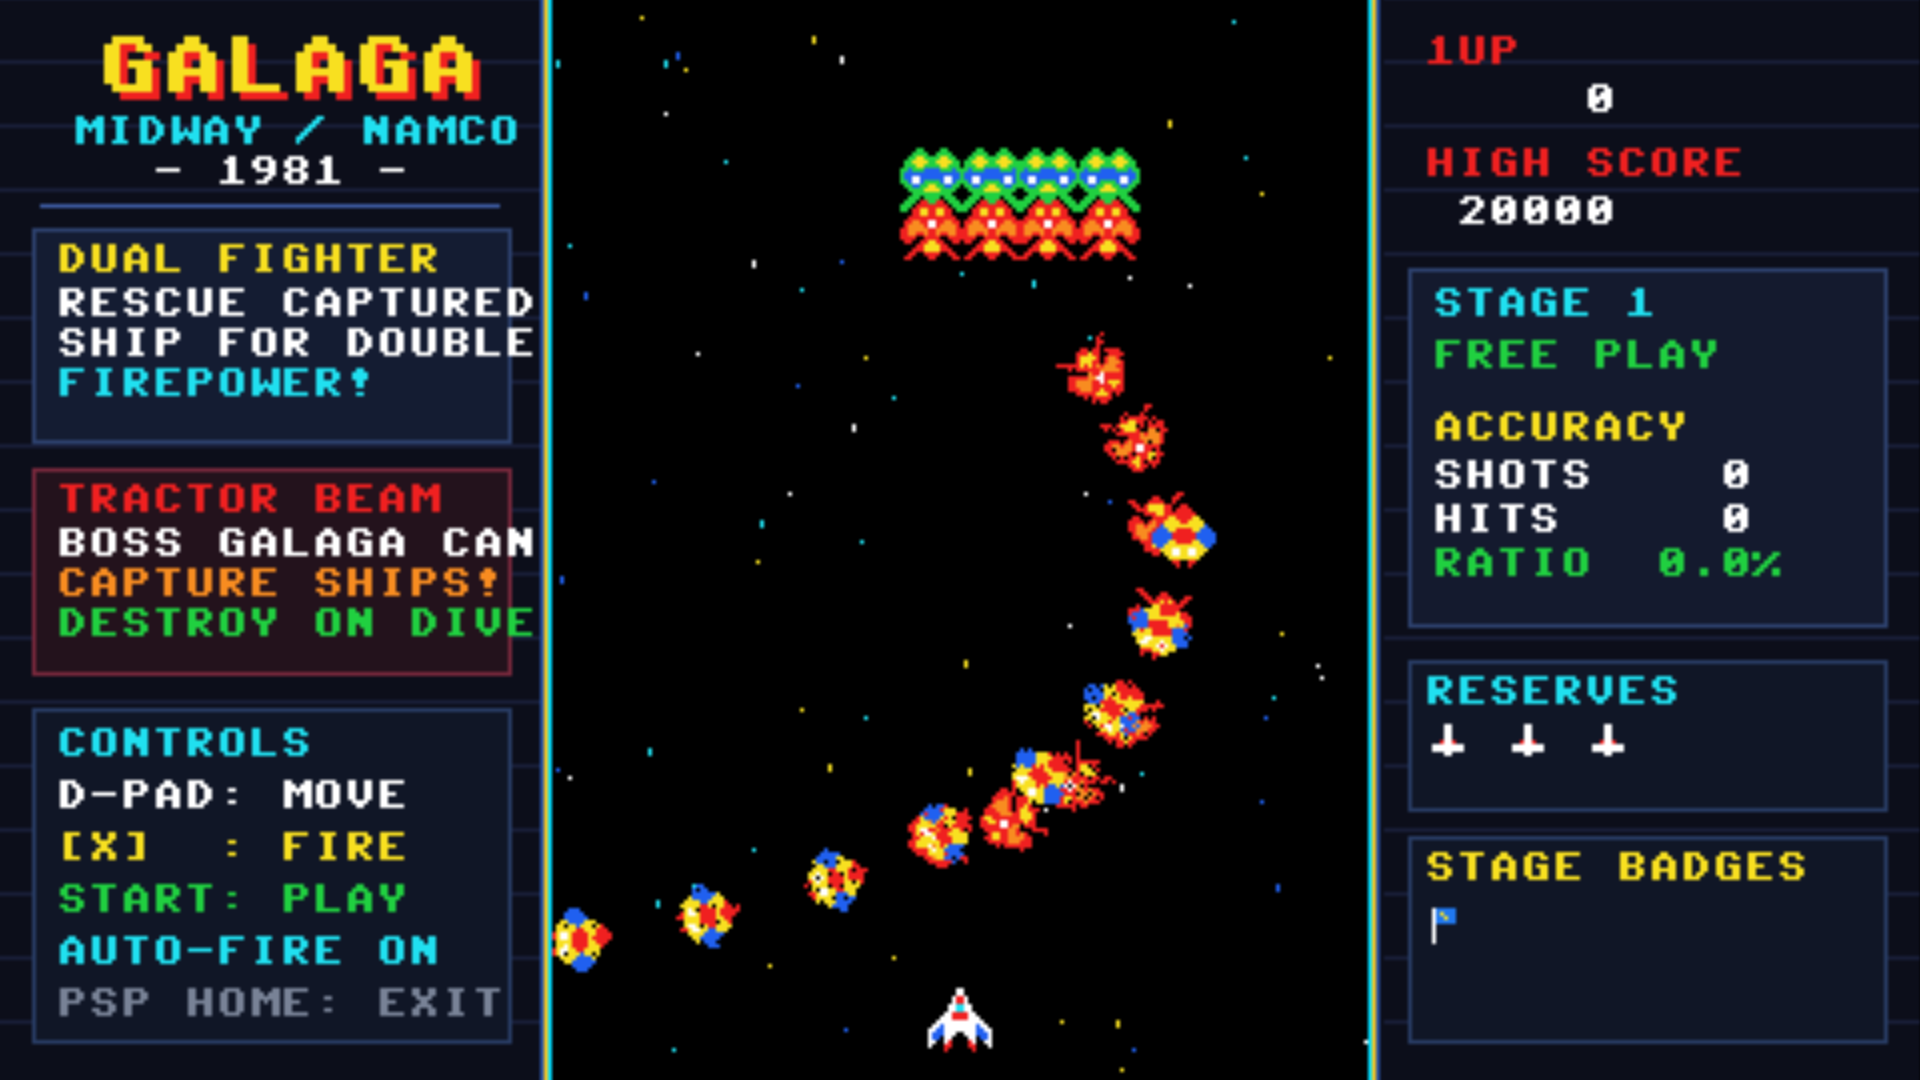 GALAGA
MIDWAY / NAMCO
- 1981 -
DUAL FIGHTER
RESCUE CAPTURED
SHIP FOR DOUBLE
FIREPOWER!
TRACTOR BEAM
BOSS GALAGA CAN
CAPTURE SHIPS!
DESTROY ON DIVE
CONTROLS
D-PAD: MOVE
[X] : FIRE
START: PLAY
AUTO-FIRE ON
PSP HOME: EXIT
1UP
0
HIGH SCORE
20000
STAGE 1
FREE PLAY
ACCURACY
SHOTS 0
HITS 0
RATIO 0.0%
RESERVES
STAGE BADGES